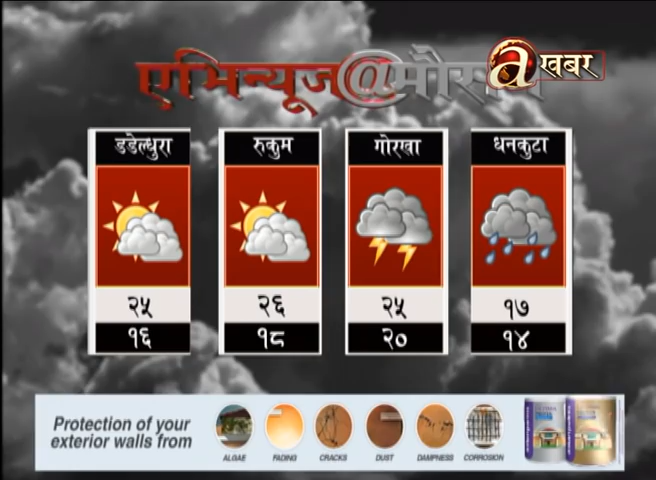 एभिन्यूज@मौसम
a खबर
डडेल्धुरा
२५
१६
रुकुम
२६
१८
गोरखा
२५
२०
धनकुटा
१७
१४
Protection of your
exterior walls from
ALGAE
FADING
CRACKS
DUST
DAMPNESS
CORROSION